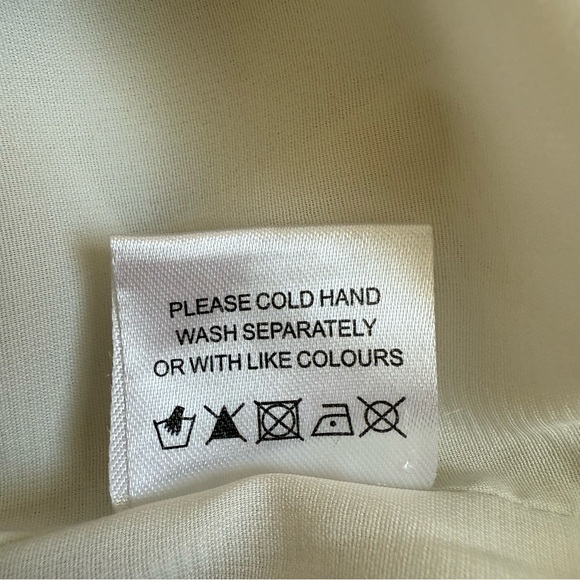 PLEASE COLD HAND
WASH SEPARATELY
OR WITH LIKE COLOURS